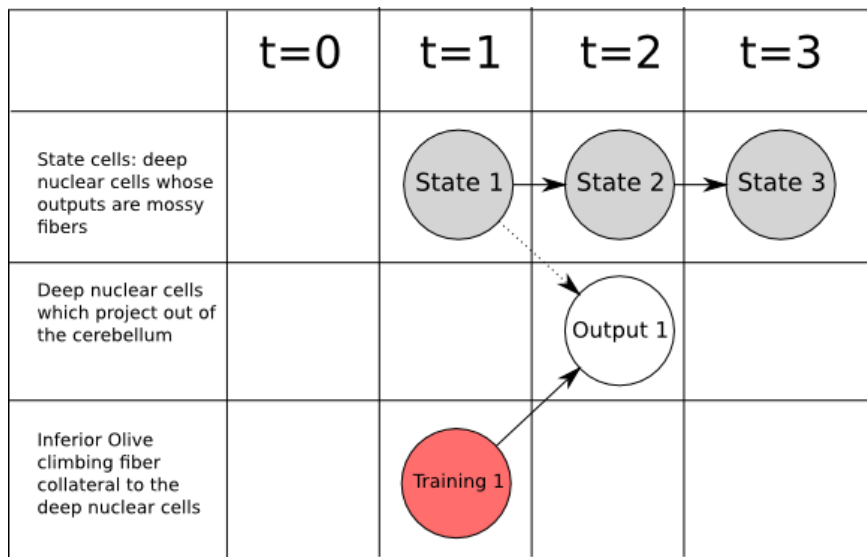 t=0 t=1 t=2 t=3
State cells: deep
nuclear cells whose
outputs are mossy
fibers
State 1 State 2 State 3
Deep nuclear cells
which project out of
the cerebellum
Output 1
Inferior Olive
climbing fiber
collateral to the
deep nuclear cells
Training 1